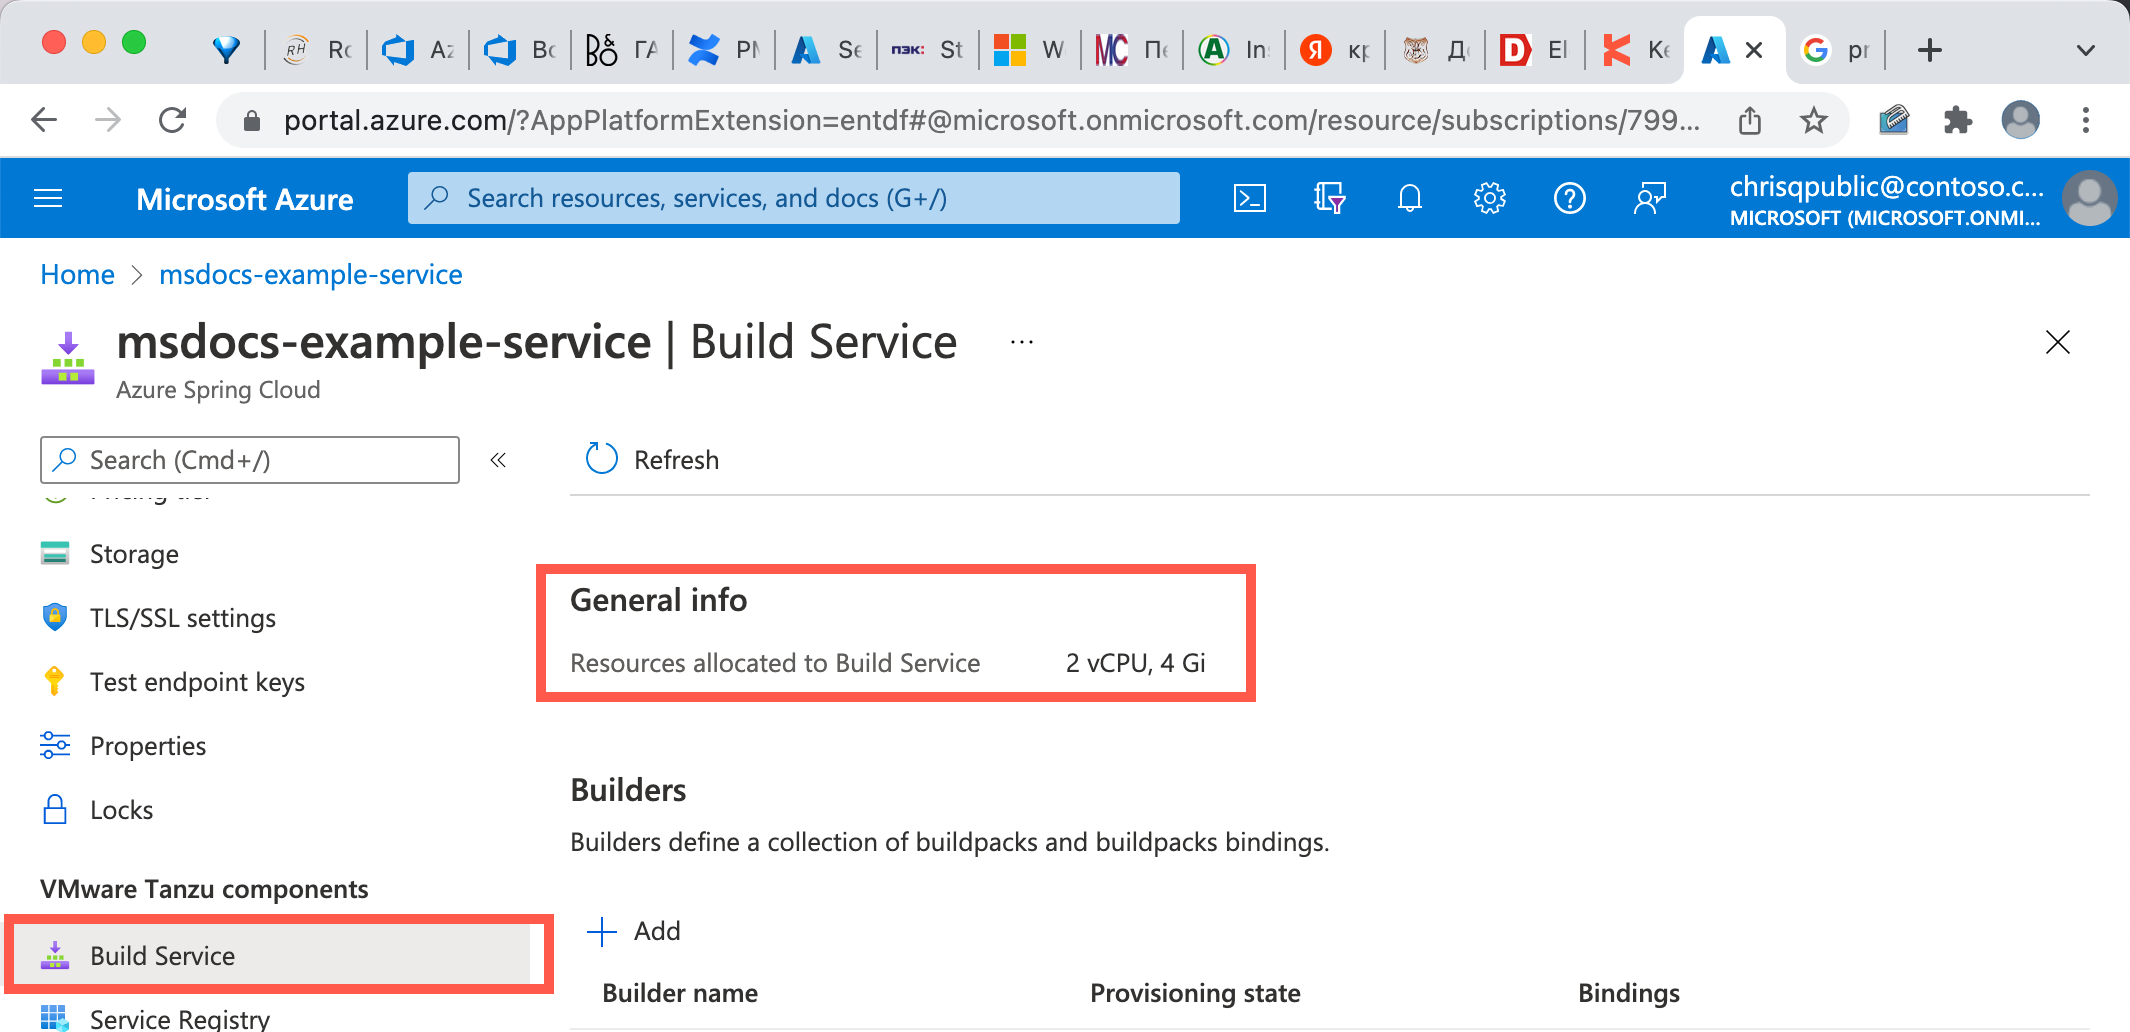 RH Rc Az Bc B&O ГА PM Se пэк: St W МС Пе In Я кр До D El Ke pr
portal.azure.com/?AppPlatformExtension=entdf#@microsoft.onmicrosoft.com/resource/subscriptions/799...
Microsoft Azure
Search resources, services, and docs (G+/)
chrisqpublic@contoso.c...
MICROSOFT (MICROSOFT.ONMI...
Home > msdocs-example-service
msdocs-example-service | Build Service ...
Azure Spring Cloud
Search (Cmd+/)
«
Refresh
Storage
TLS/SSL settings
Test endpoint keys
Properties
Locks
VMware Tanzu components
Build Service
Service Registry
General info
Resources allocated to Build Service 2 vCPU, 4 Gi
Builders
Builders define a collection of buildpacks and buildpacks bindings.
Add
Builder name Provisioning state Bindings